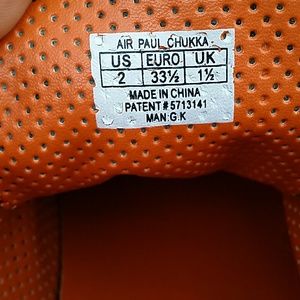 AIR PAUL CHUKKA
US EURO UK
2 33½ 1½
MADE IN CHINA
PATENT # 5713141
MAN: G.K